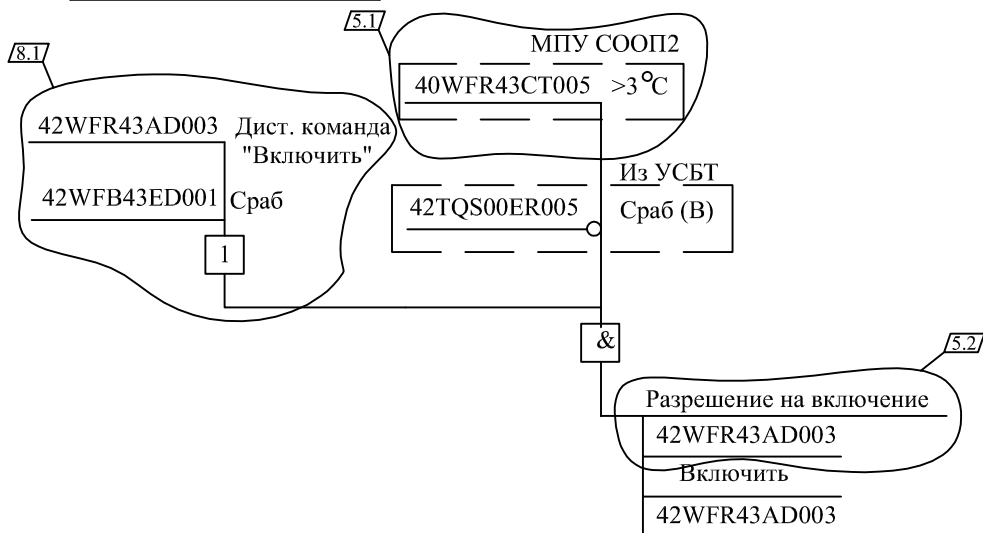 5.1
МПУ СООП2
8.1
40WFR43CT005 >3°C
42WFR43AD003 Дист. команда
"Включить"
Из УСБТ
42WFB43ED001 Сраб
42TQS00ER005 Сраб (В)
1
&
5.2
Разрешение на включение
42WFR43AD003
Включить
42WFR43AD003